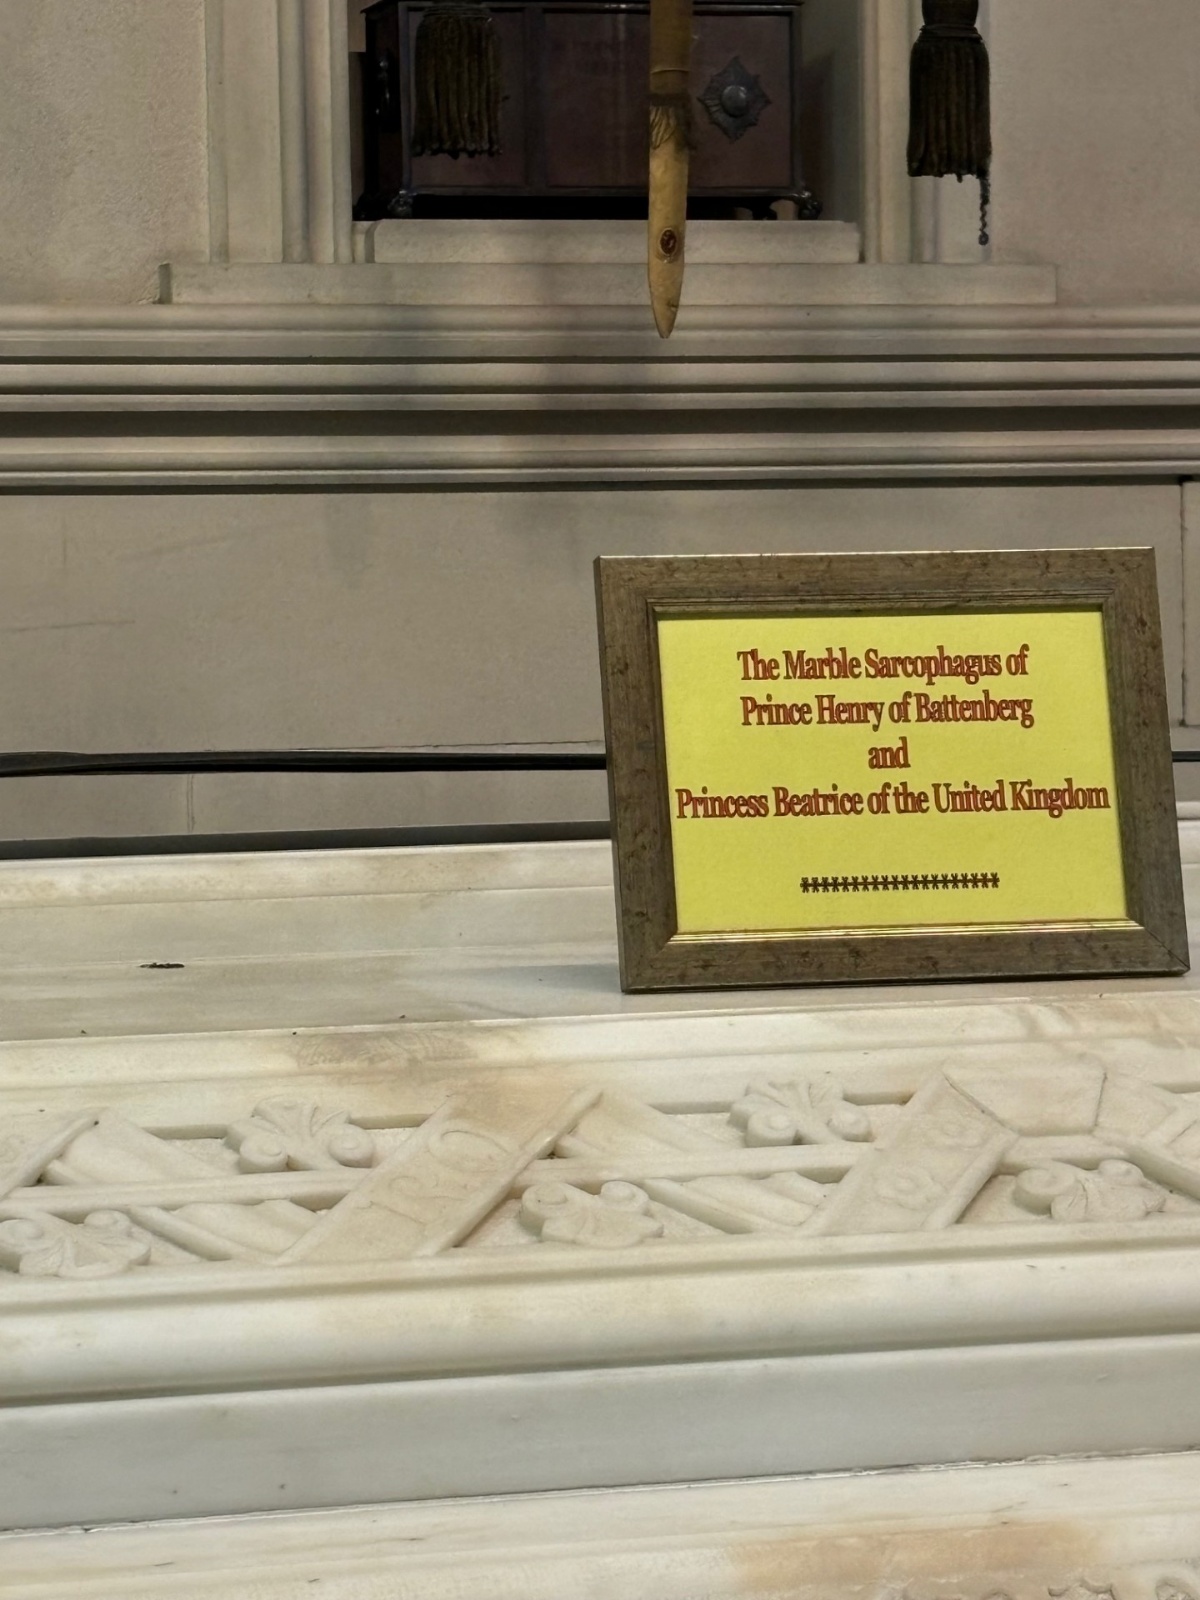 The Marble Sarcophagus of
Prince Henry of Battenberg
and
Princess Beatrice of the United Kingdom